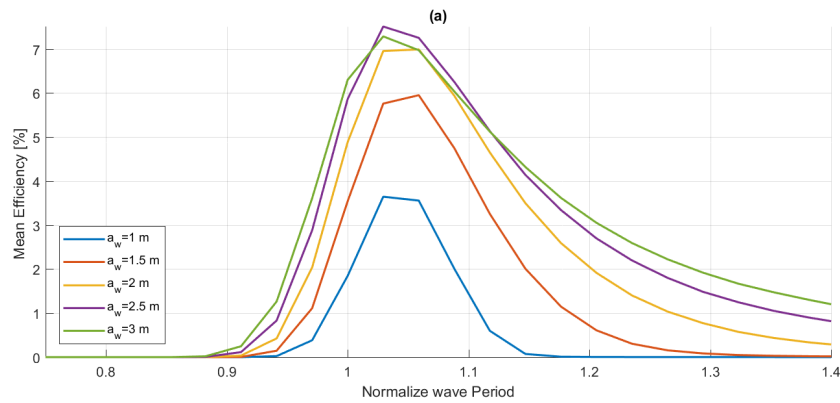 (a)
Mean Efficiency [%]
7
6
5
4
3
2
1
0
a_w=1 m
a_w=1.5 m
a_w=2 m
a_w=2.5 m
a_w=3 m
0.8 0.9 1 1.1 1.2 1.3 1.4
Normalize wave Period